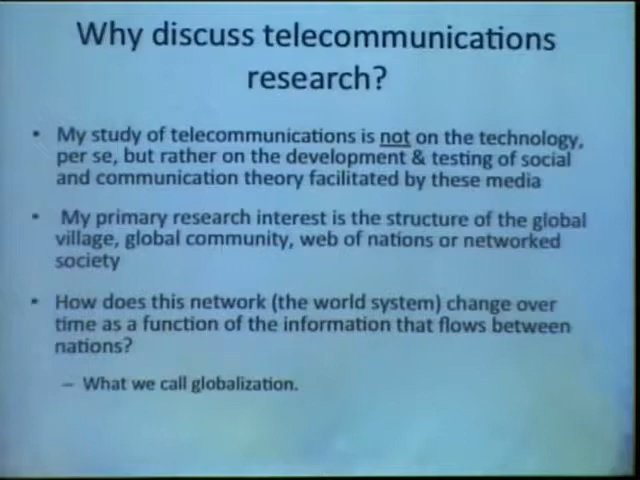 Why discuss telecommunications
research?
• My study of telecommunications is not on the technology,
per se, but rather on the development & testing of social
and communication theory facilitated by these media
• My primary research interest is the structure of the global
village, global community, web of nations or networked
society
• How does this network (the world system) change over
time as a function of the information that flows between
nations?
– What we call globalization.